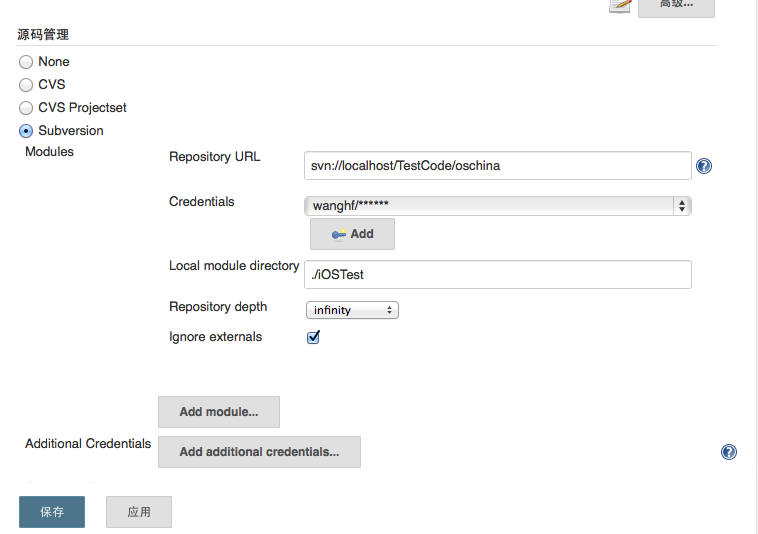 高级...
源码管理
None
CVS
CVS Projectset
Subversion
Modules
Repository URL
svn://localhost/TestCode/oschina
Credentials
wanghf/******
Add
Local module directory
./iOSTest
Repository depth
infinity
Ignore externals
Add module...
Additional Credentials
Add additional credentials...
保存
应用